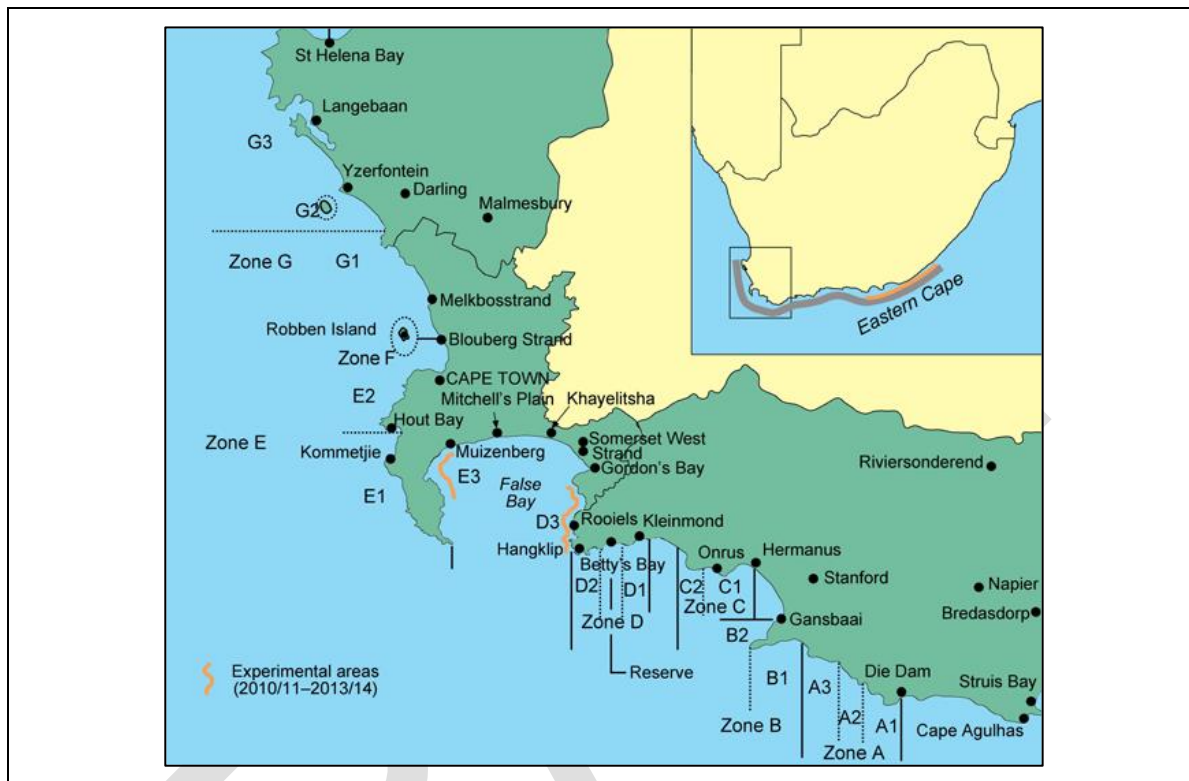 St Helena Bay
Langebaan
G3
Yzerfontein
Darling
G2
Malmesbury
Zone G
G1
Eastern Cape
Melkbosstrand
Robben Island
Blouberg Strand
Zone F
CAPE TOWN
E2
Mitchell's Plain
Khayelitsha
Hout Bay
Zone E
Somerset West
Muizenberg
Strand
Kommetjie
Gordon's Bay
Riviersonderend
E3
False
Bay
E1
D3
Rooiels
Kleinmond
Hangklip
Onrus
Hermanus
Betty's Bay
Stanford
Napier
D2
D1
C2
C1
Zone C
Bredasdorp
Zone D
Gansbaai
B2
Experimental areas
(2010/11–2013/14)
Reserve
B1
A3
Die Dam
Struis Bay
Zone B
A2
A1
Cape Agulhas
Zone A